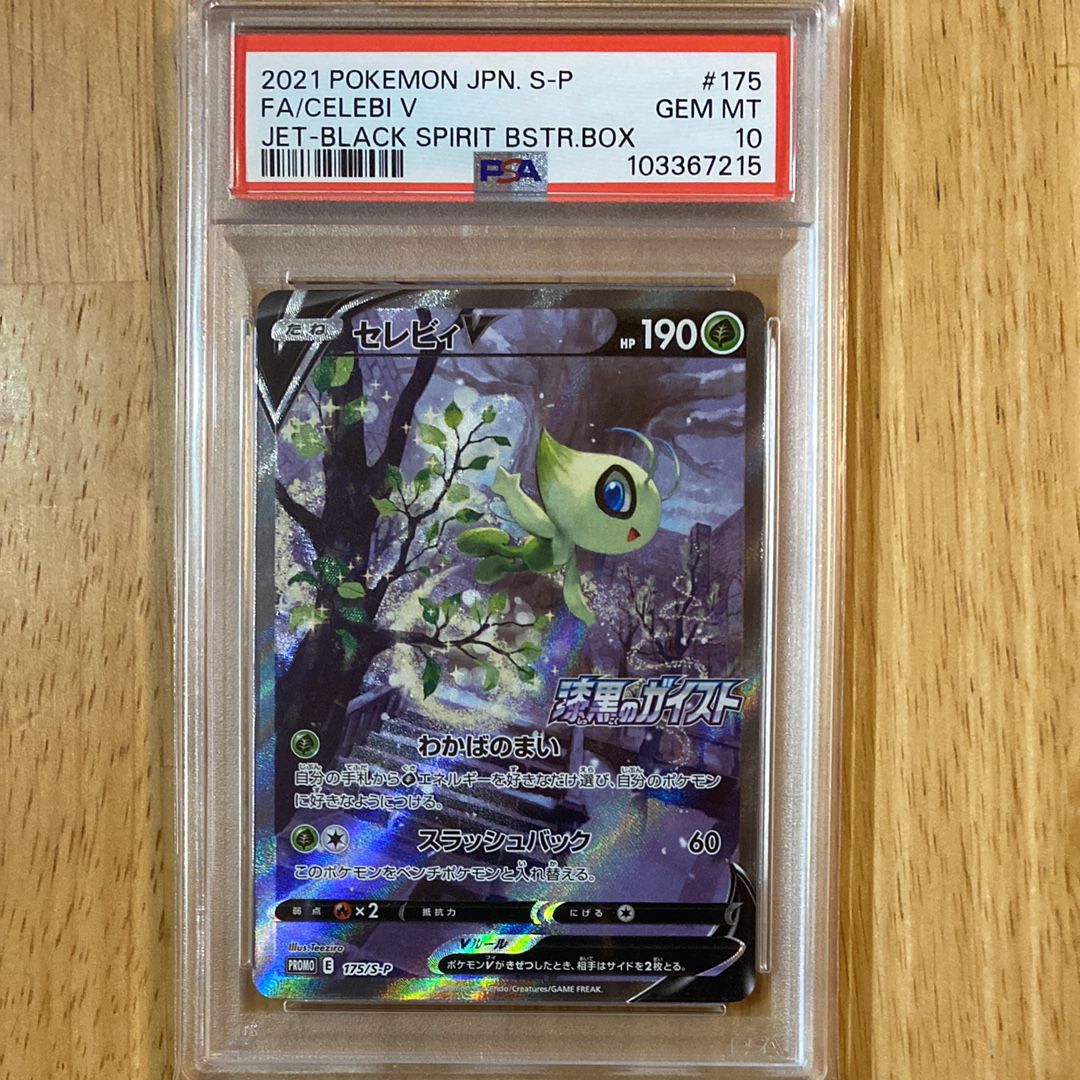 2021 POKEMON JPN. S-P #175
FA/CELEBI V GEM MT
JET-BLACK SPIRIT BSTR.BOX 10
PSA 103367215
たね セレビィV HP 190
漆黒のガイスト
わかばのまい
自分の手札からエネルギーを好きなだけ選び、自分のポケモン
に好きなようにつける。
スラッシュバック 60
このポケモンをベンチポケモンと入れ替える。
弱点 ×2 抵抗力 にげる
Illus. Teeziro
Vルール
PROMO E 175/S-P ポケモンVがきぜつしたとき、相手はサイドを2枚とる。
/Creatures/GAME FREAK.
PSA